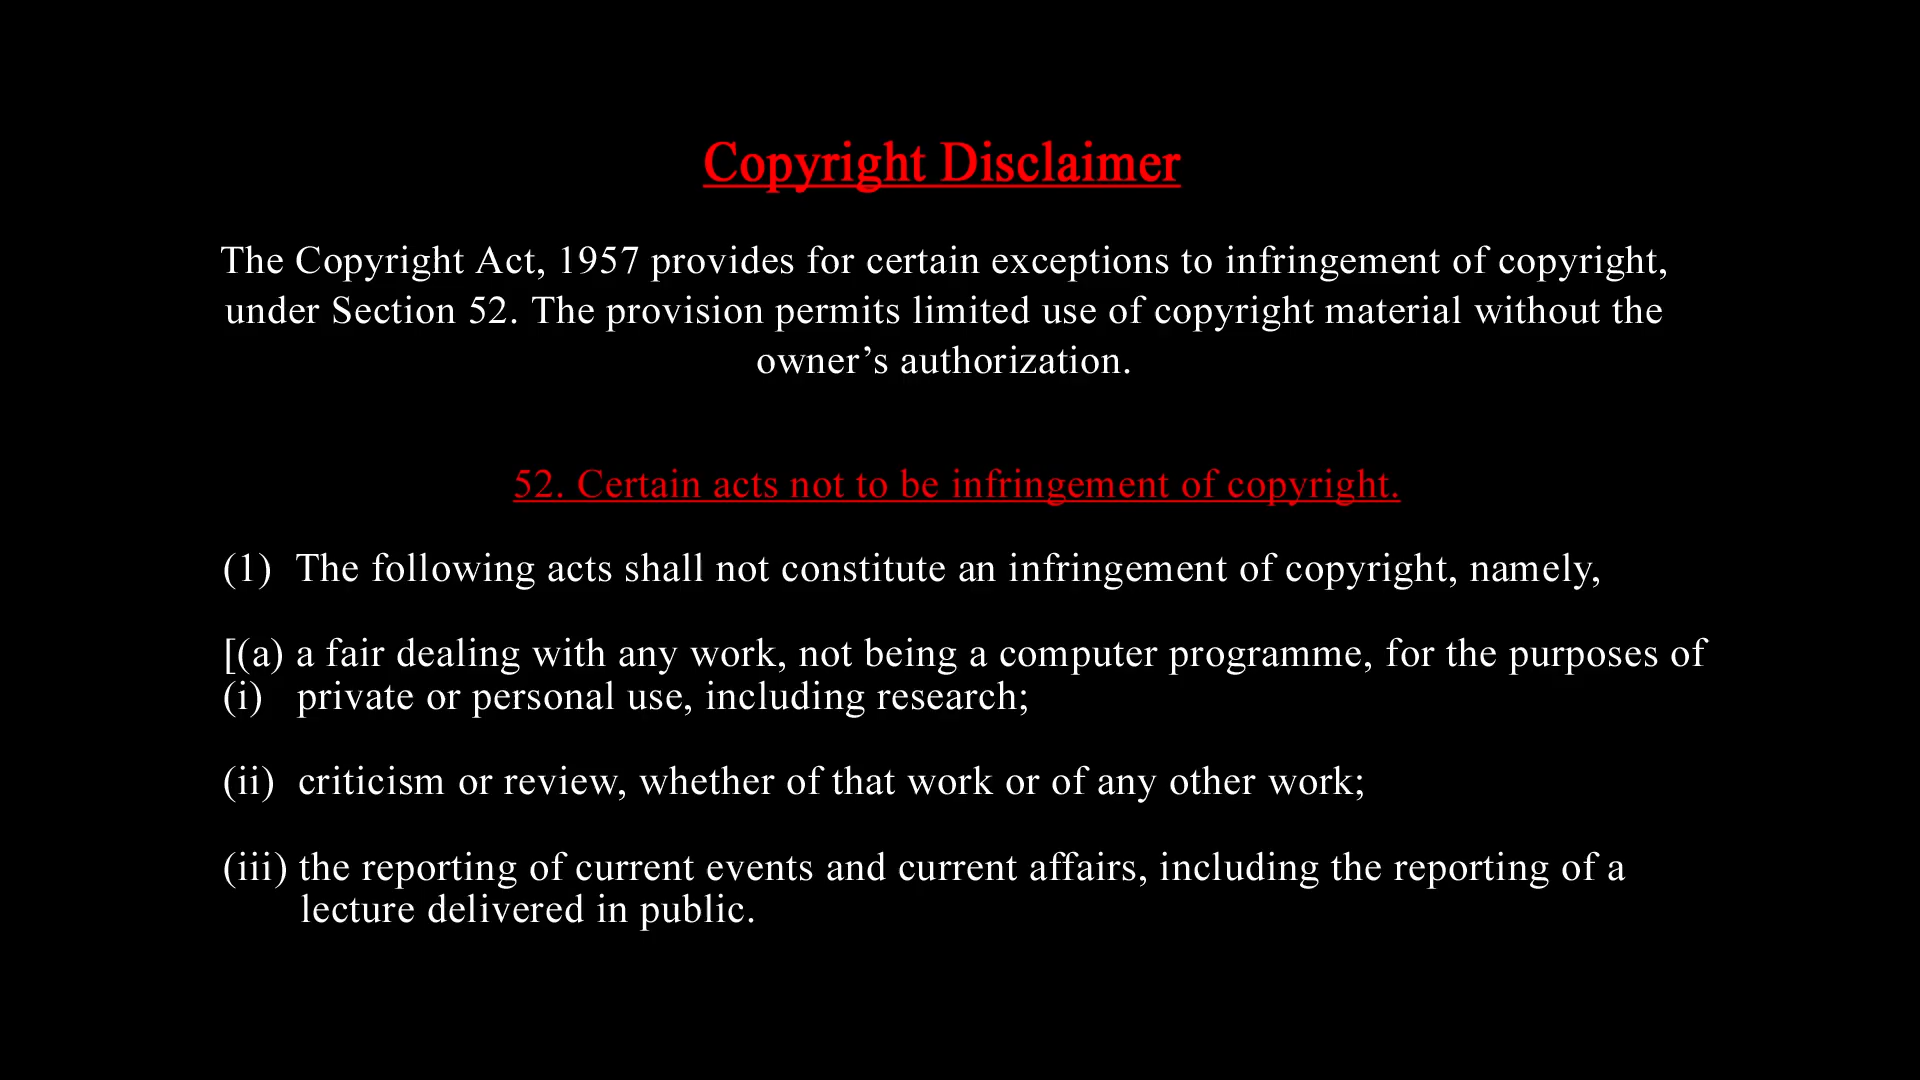 Copyright Disclaimer
The Copyright Act, 1957 provides for certain exceptions to infringement of copyright,
under Section 52. The provision permits limited use of copyright material without the
owner’s authorization.
52. Certain acts not to be infringement of copyright.
(1) The following acts shall not constitute an infringement of copyright, namely,
[(a) a fair dealing with any work, not being a computer programme, for the purposes of
(i) private or personal use, including research;
(ii) criticism or review, whether of that work or of any other work;
(iii) the reporting of current events and current affairs, including the reporting of a
lecture delivered in public.